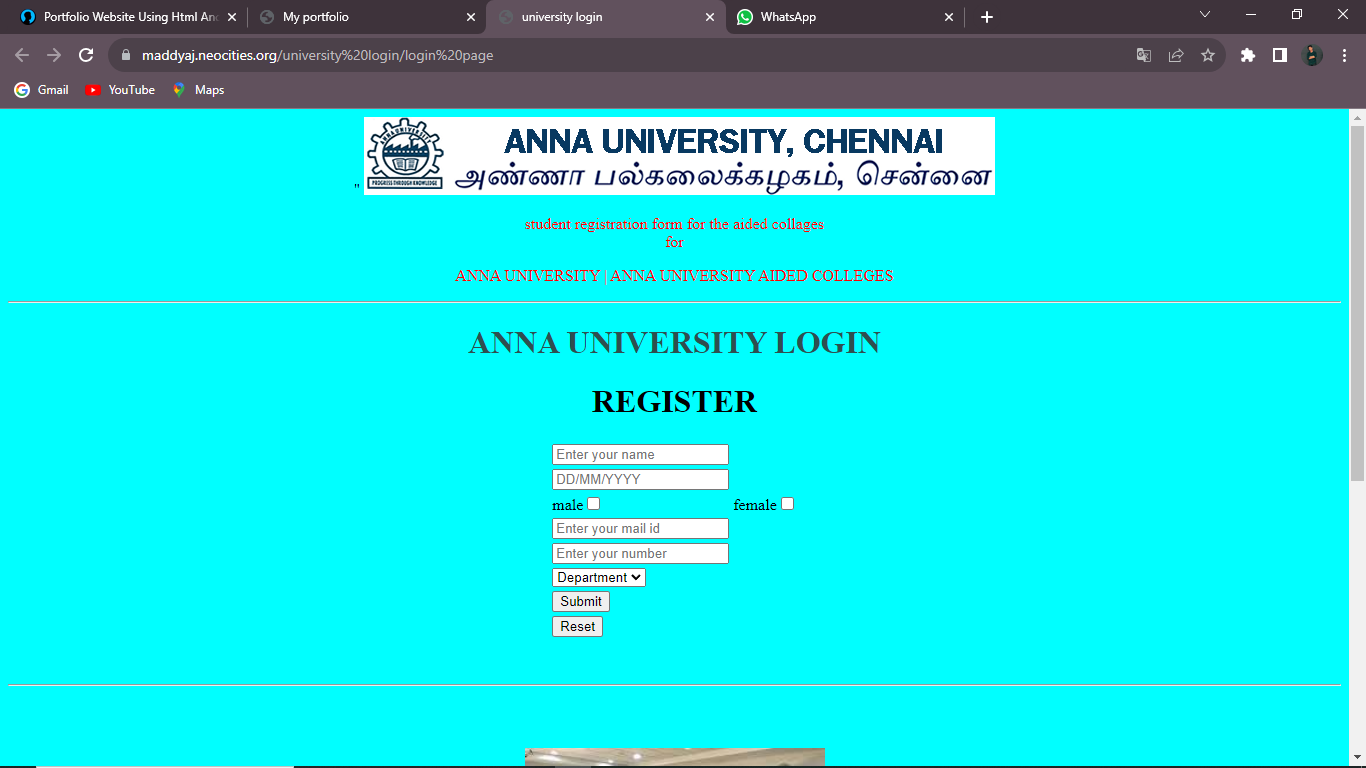 Portfolio Website Using Html And
My portfolio
university login
WhatsApp
maddyaj.neocities.org/university%20login/login%20page
Gmail
YouTube
Maps
ANNA UNIVERSITY
PROGRESS THROUGH KNOWLEDGE
ANNA UNIVERSITY, CHENNAI
" அண்ணா பல்கலைக்கழகம், சென்னை
student registration form for the aided collages
for
ANNA UNIVERSITY | ANNA UNIVERSITY AIDED COLLEGES
ANNA UNIVERSITY LOGIN
REGISTER
Enter your name
DD/MM/YYYY
male female
Enter your mail id
Enter your number
Department
Submit
Reset